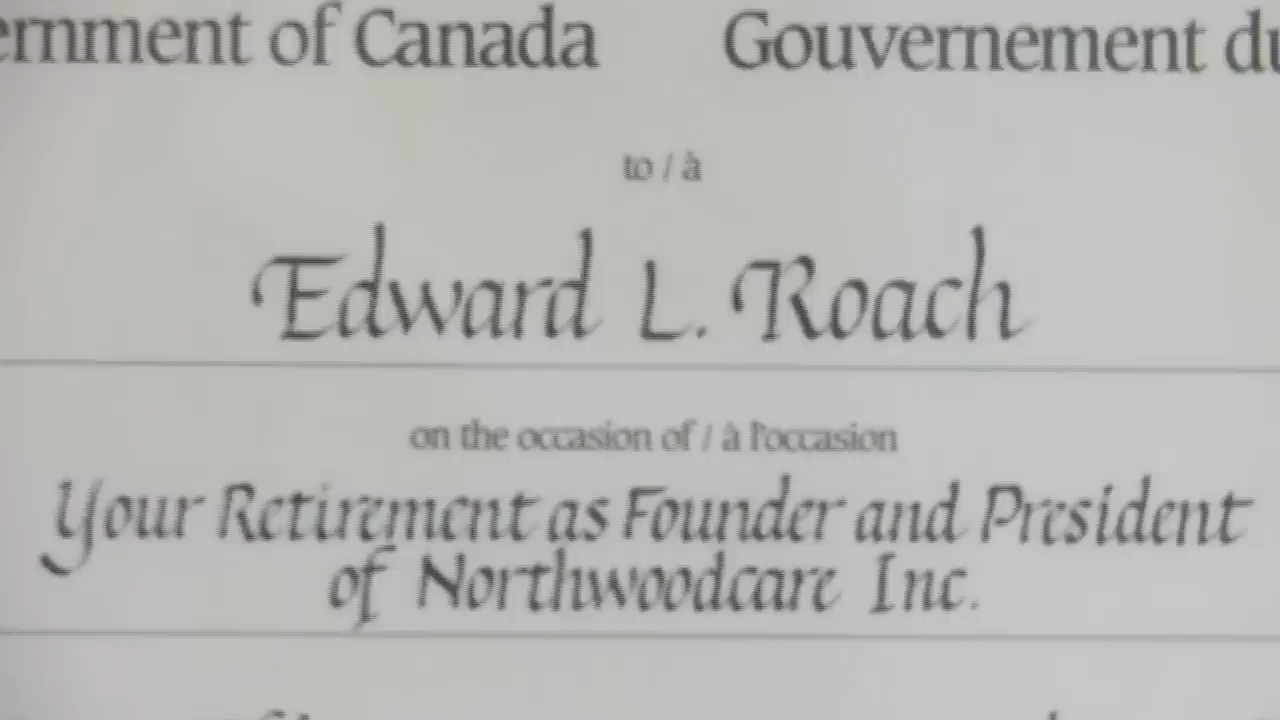 ernment of Canada Gouvernement du
to / à
Edward L. Roach
on the occasion of / à l'occasion
Your Retirement as Founder and President
of Northwoodcare Inc.